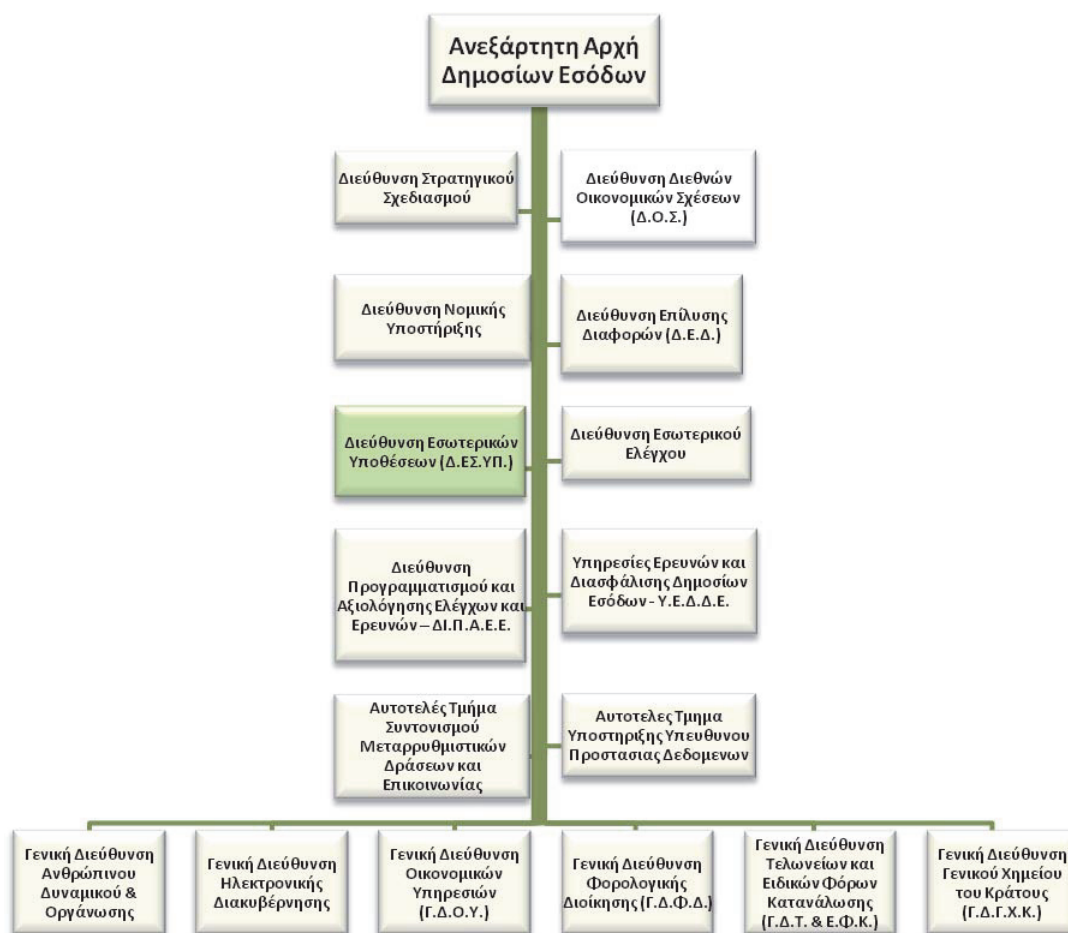 Ανεξάρτητη Αρχή
Δημοσίων Εσόδων
Διεύθυνση Στρατηγικού
Σχεδιασμού
Διεύθυνση Διεθνών
Οικονομικών Σχέσεων
(Δ.Ο.Σ.)
Διεύθυνση Νομικής
Υποστήριξης
Διεύθυνση Επίλυσης
Διαφορών (Δ.Ε.Δ.)
Διεύθυνση Εσωτερικών
Υποθέσεων (Δ.ΕΣ.ΥΠ.)
Διεύθυνση Εσωτερικού
Ελέγχου
Διεύθυνση
Προγραμματισμού και
Αξιολόγησης Ελέγχων και
Ερευνών – ΔΙ.Π.Α.Ε.Ε.
Υπηρεσίες Ερευνών και
Διασφάλισης Δημοσίων
Εσόδων - Υ.Ε.Δ.Δ.Ε.
Αυτοτελές Τμήμα
Συντονισμού
Μεταρρυθμιστικών
Δράσεων και
Επικοινωνίας
Αυτοτελες Τμημα
Υποστηριξης Υπευθυνου
Προστασιας Δεδομενων
Γενική Διεύθυνση
Ανθρώπινου
Δυναμικού &
Οργάνωσης
Γενική Διεύθυνση
Ηλεκτρονικής
Διακυβέρνησης
Γενική Διεύθυνση
Οικονομικών
Υπηρεσιών
(Γ.Δ.Ο.Υ.)
Γενική Διεύθυνση
Φορολογικής
Διοίκησης (Γ.Δ.Φ.Δ.)
Γενική Διεύθυνση
Τελωνείων και
Ειδικών Φόρων
Κατανάλωσης
(Γ.Δ.Τ. & Ε.Φ.Κ.)
Γενική Διεύθυνση
Γενικού Χημείου
του Κράτους
(Γ.Δ.Γ.Χ.Κ.)